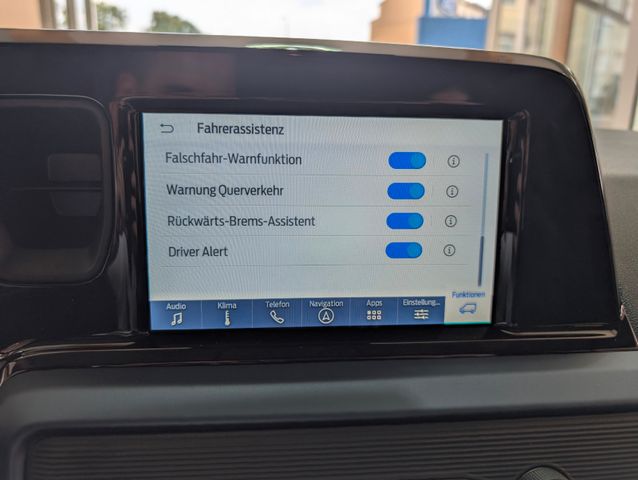 Fahrerassistenz
Falschfahr-Warnfunktion
Warnung Querverkehr
Rückwärts-Brems-Assistent
Driver Alert
Audio
Klima
Telefon
Navigation
Apps
Einstellung...
Funktionen